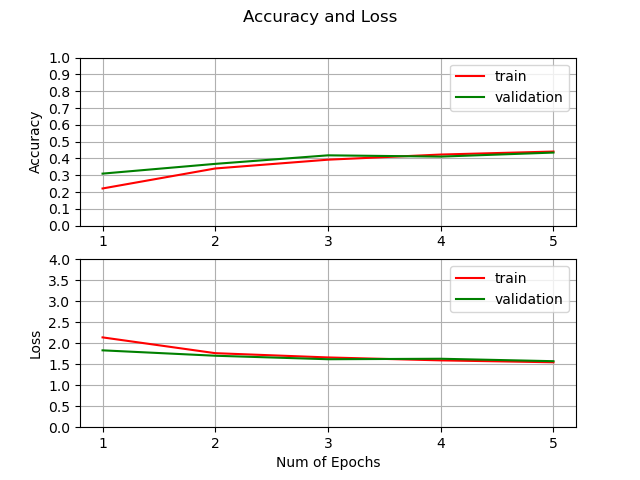 Accuracy and Loss
1.0
0.9
0.8
0.7
0.6
0.5
0.4
0.3
0.2
0.1
0.0
Accuracy
train
validation
1 2 3 4 5
4.0
3.5
3.0
2.5
2.0
1.5
1.0
0.5
0.0
Loss
train
validation
1 2 3 4 5
Num of Epochs